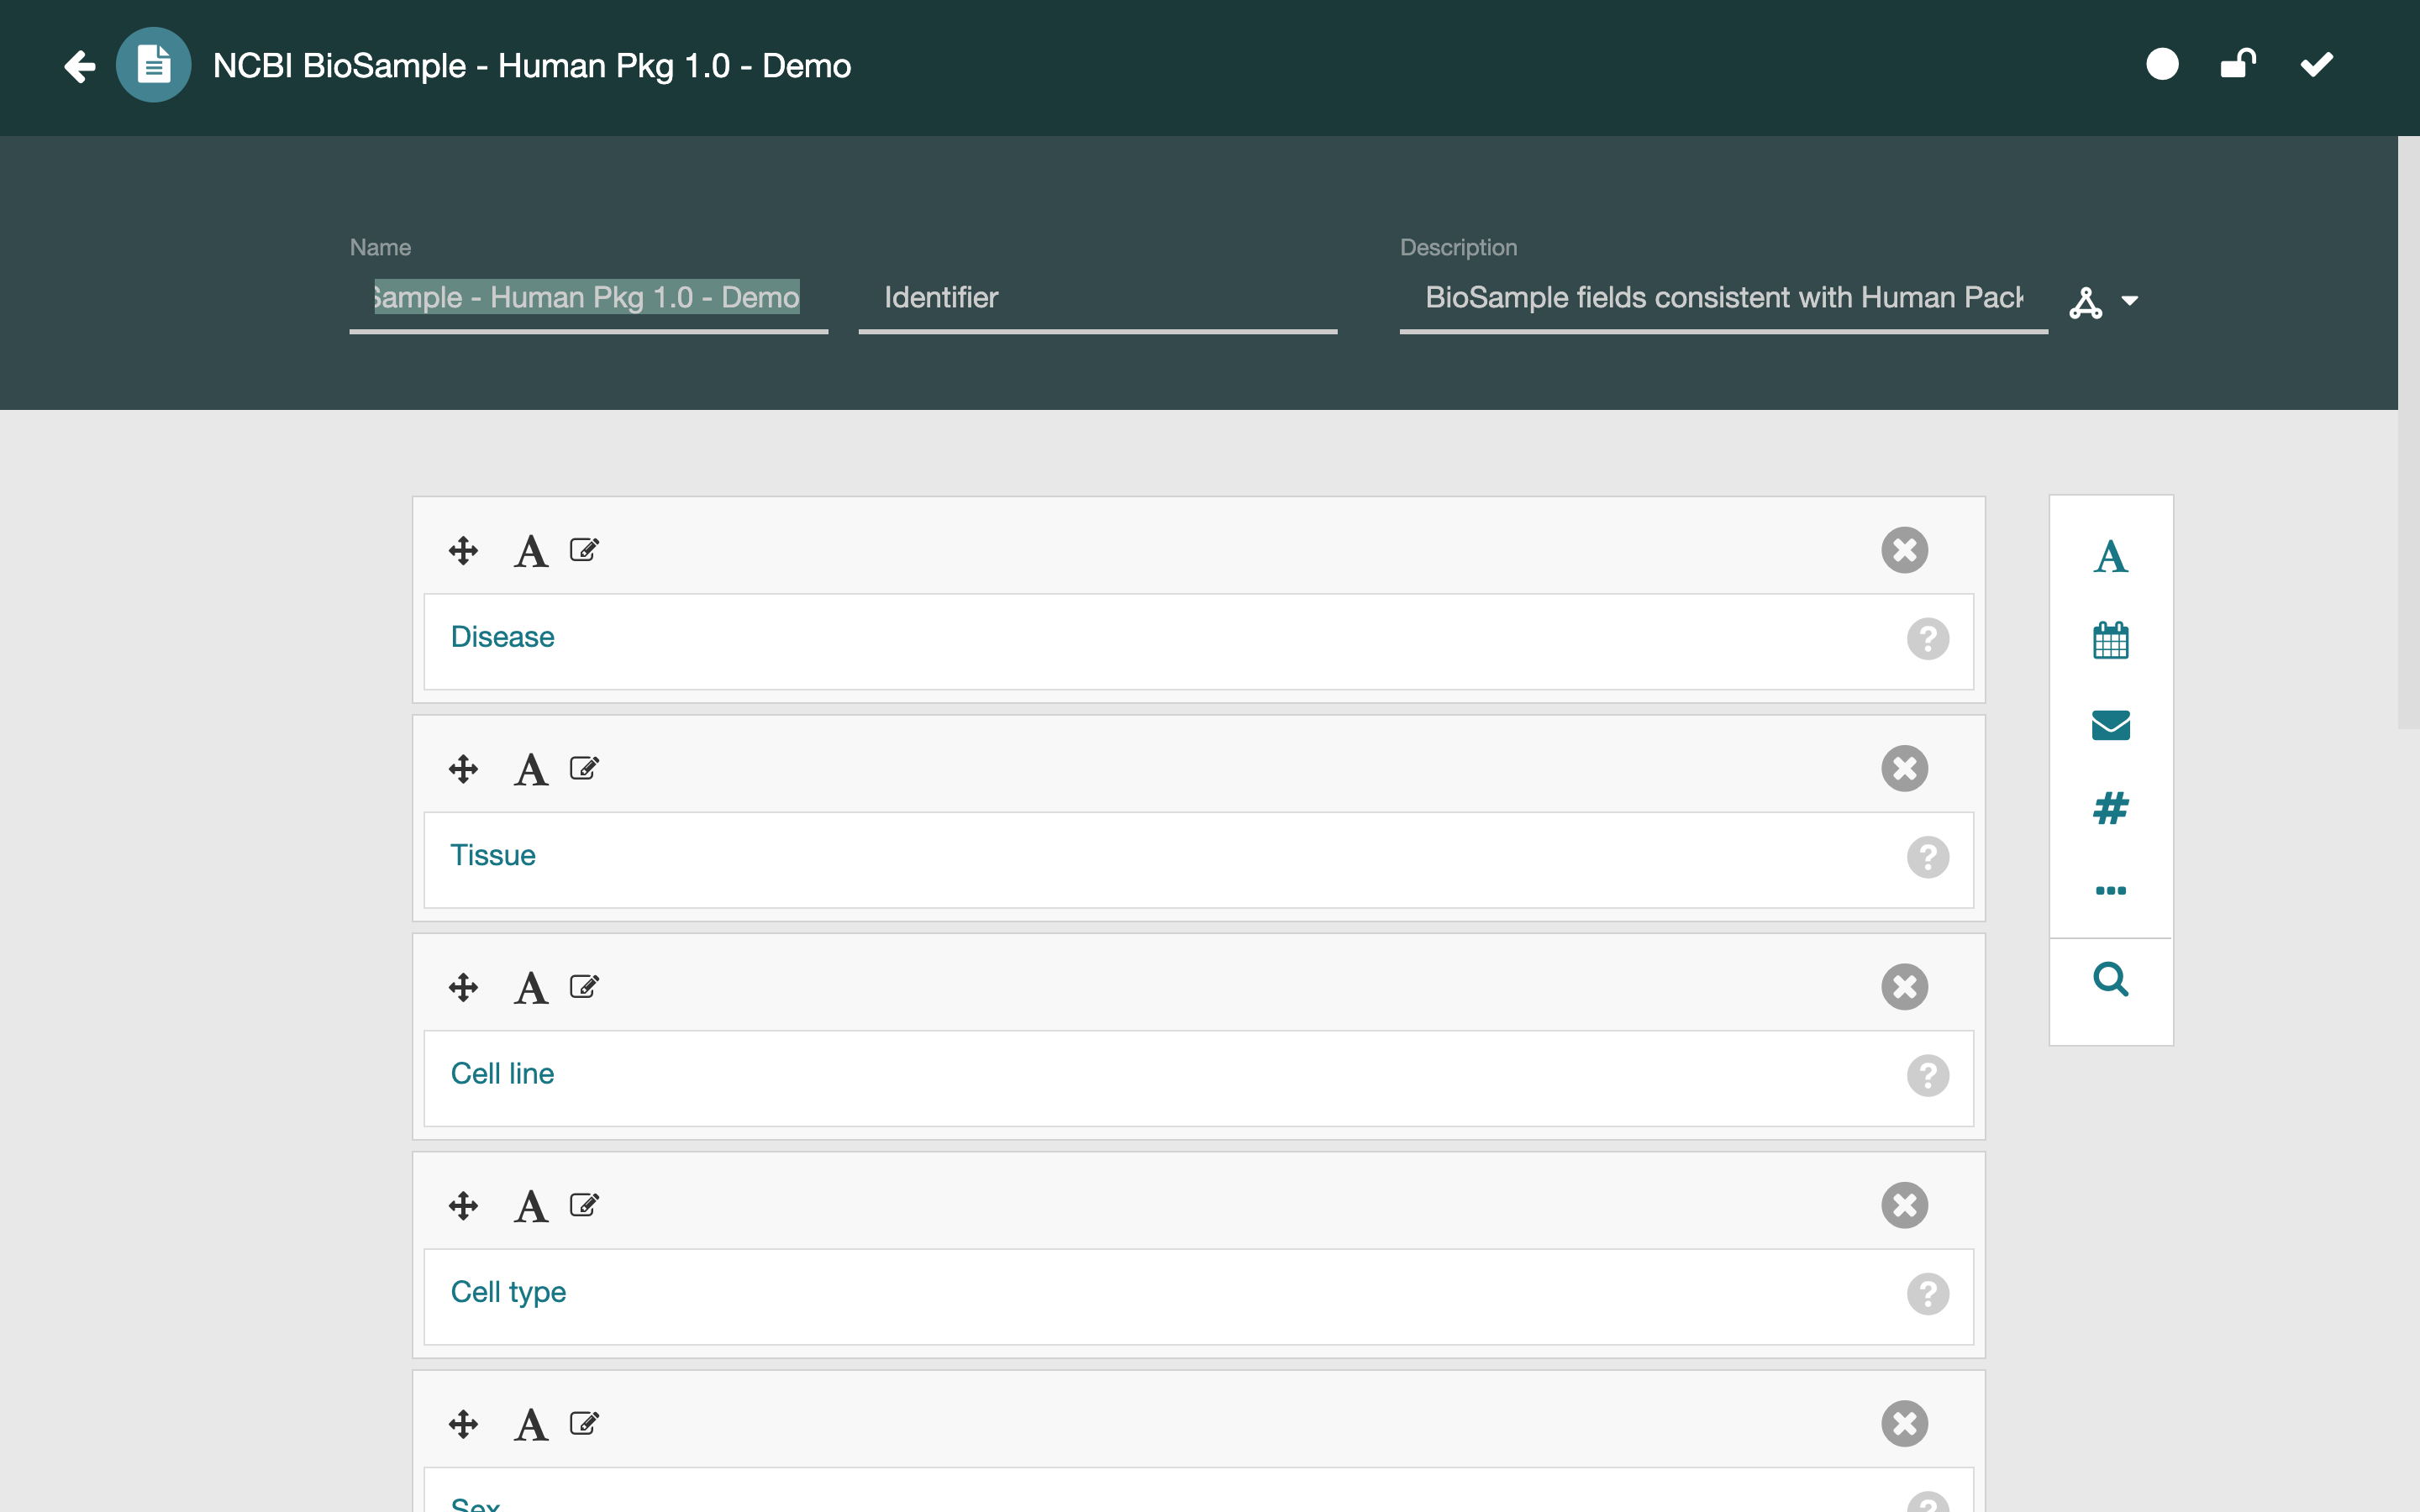 NCBI BioSample - Human Pkg 1.0 - Demo
Name
Sample - Human Pkg 1.0 - Demo
Identifier
Description
BioSample fields consistent with Human Pack
A
Disease
?
A
#
A
Tissue
?
A
Cell line
?
A
Cell type
?
A
Sex
?